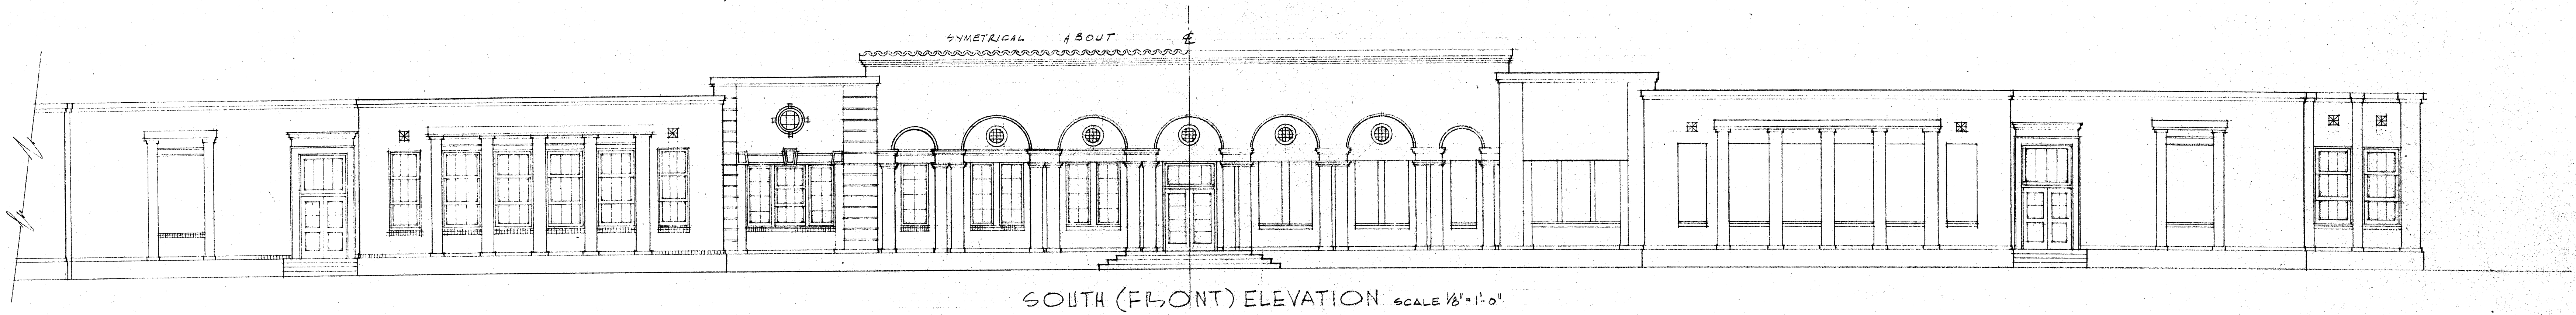 SYMETRICAL ABOUT ℄
SOUTH (FRONT) ELEVATION SCALE 1/8" = 1'-0"